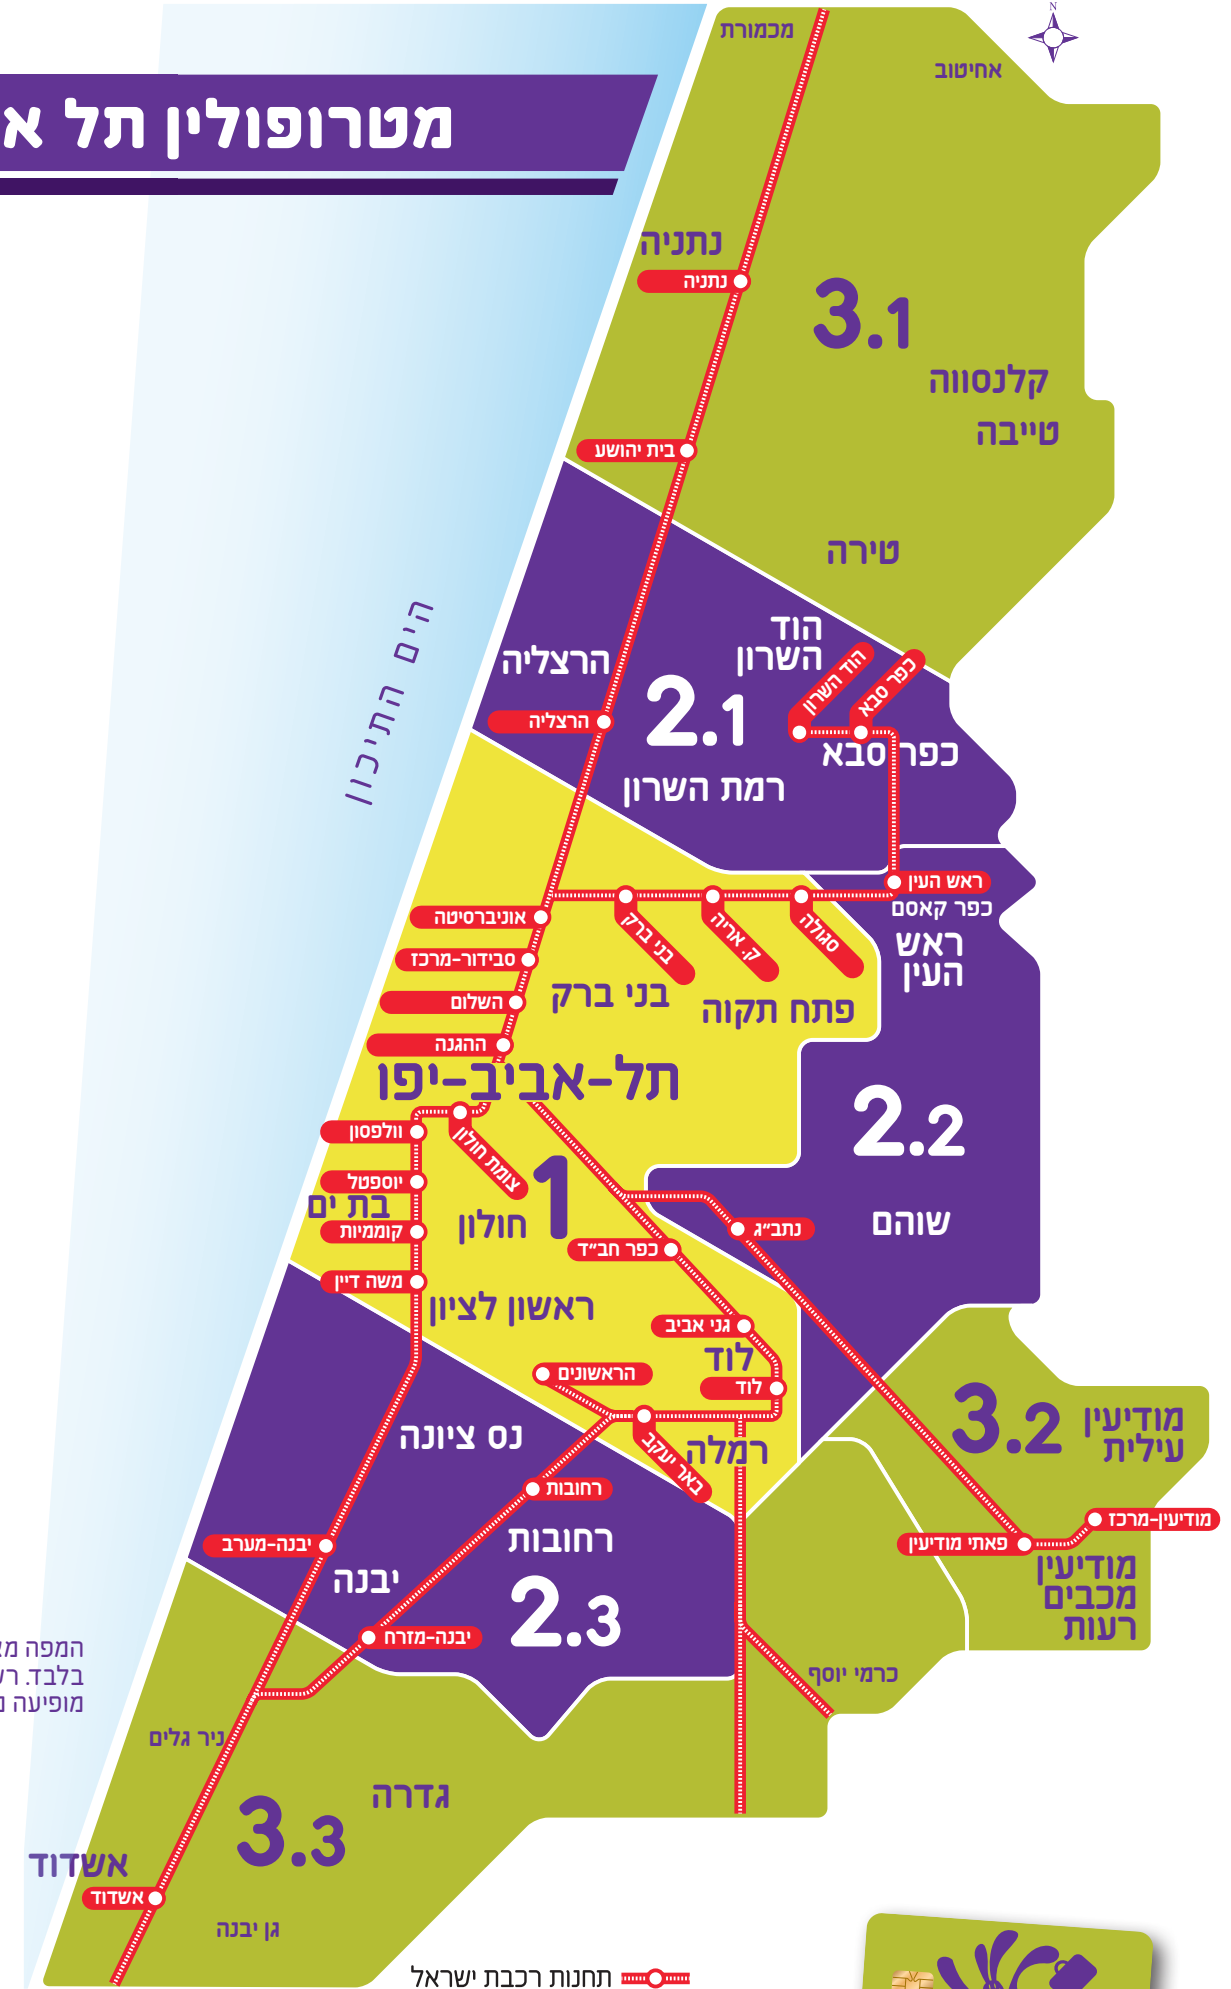 N
מכמורת
אחיטוב
מטרופולין תל
נתניה
נתניה
3.1
קלנסווה
טייבה
בית יהושע
טירה
הים התיכון
הוד
השרון
הרצליה
הוד השרון
כפר סבא
2.1
הרצליה
כפר סבא
רמת השרון
ראש העין
כפר קאסם
ראש
העין
אוניברסיטה
סבידור-מרכז
השלום
ההגנה
בני ברק
ק. אריה
סגולה
בני ברק
פתח תקוה
תל-אביב-יפו
2.2
שוהם
וולפסון
צומת חולון
יוספטל
בת ים
קוממיות
1
חולון
נתב״ג
כפר חב״ד
משה דיין
ראשון לציון
גני אביב
לוד
לוד
הראשונים
נס ציונה
רמלה
באר יעקב
3.2
מודיעין
עילית
רחובות
רחובות
מודיעין-מרכז
פאתי מודיעין
מודיעין
מכבים
רעות
יבנה-מערב
יבנה
2.3
יבנה-מזרח
המפה
בלבד.
מופיעה
כרמי יוסף
ניר גלים
גדרה
3.3
אשדוד
אשדוד
גן יבנה
תחנות רכבת ישראל